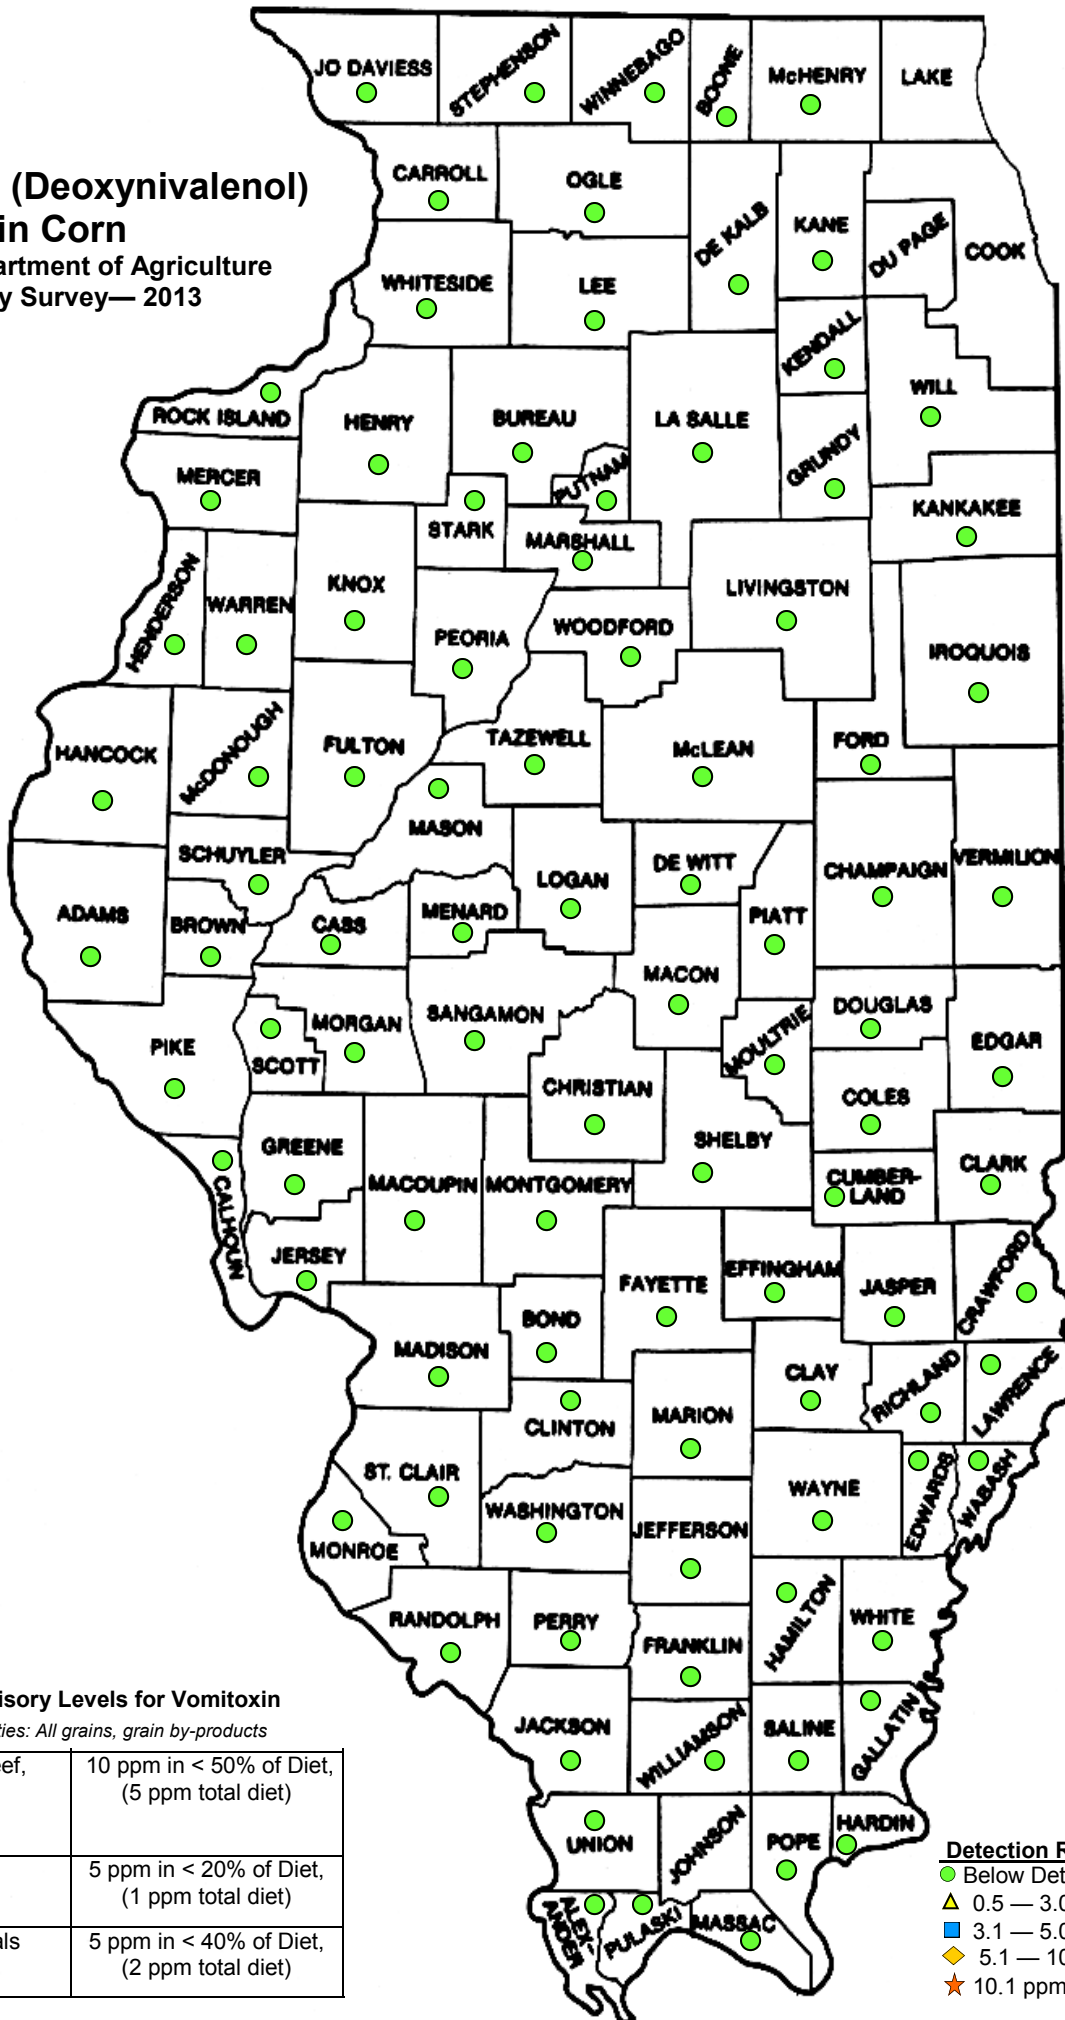 JO DAVIESS
STEPHENSON
WINNEBAGO
BOONE
McHENRY
LAKE
(Deoxynivalenol)
in Corn
artment of Agriculture
y Survey— 2013
CARROLL
OGLE
DE KALB
KANE
DU PAGE
COOK
WHITESIDE
LEE
KENDALL
WILL
ROCK ISLAND
HENRY
BUREAU
LA SALLE
GRUNDY
MERCER
PUTNAM
KANKAKEE
STARK
MARSHALL
HENDERSON
WARREN
KNOX
LIVINGSTON
PEORIA
WOODFORD
IROQUOIS
HANCOCK
McDONOUGH
FULTON
TAZEWELL
McLEAN
FORD
MASON
SCHUYLER
LOGAN
DE WITT
CHAMPAIGN
VERMILION
ADAMS
BROWN
CASS
MENARD
PIATT
MACON
SANGAMON
MORGAN
SCOTT
PIKE
MOULTRIE
DOUGLAS
EDGAR
CHRISTIAN
COLES
SHELBY
GREENE
CALHOUN
MACOUPIN
MONTGOMERY
CUMBER-
LAND
CLARK
JERSEY
FAYETTE
EFFINGHAM
JASPER
CRAWFORD
BOND
MADISON
CLAY
RICHLAND
LAWRENCE
CLINTON
MARION
ST. CLAIR
WASHINGTON
WAYNE
EDWARDS
WABASH
MONROE
JEFFERSON
RANDOLPH
PERRY
FRANKLIN
HAMILTON
WHITE
JACKSON
WILLIAMSON
SALINE
GALLATIN
UNION
JOHNSON
POPE
HARDIN
ALEX-
ANDER
PULASKI
MASSAC
isory Levels for Vomitoxin
ties: All grains, grain by-products
ef,
10 ppm in < 50% of Diet,
(5 ppm total diet)
5 ppm in < 20% of Diet,
(1 ppm total diet)
als
5 ppm in < 40% of Diet,
(2 ppm total diet)
Detection R
Below Det
0.5 — 3.0
3.1 — 5.0
5.1 — 10
10.1 ppm